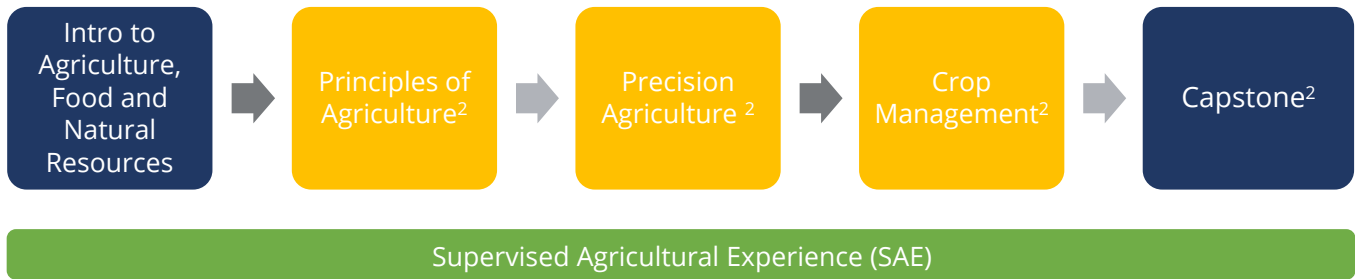 Intro to
Agriculture,
Food and
Natural
Resources
Principles of
Agriculture²
Precision
Agriculture ²
Crop
Management²
Capstone²
Supervised Agricultural Experience (SAE)